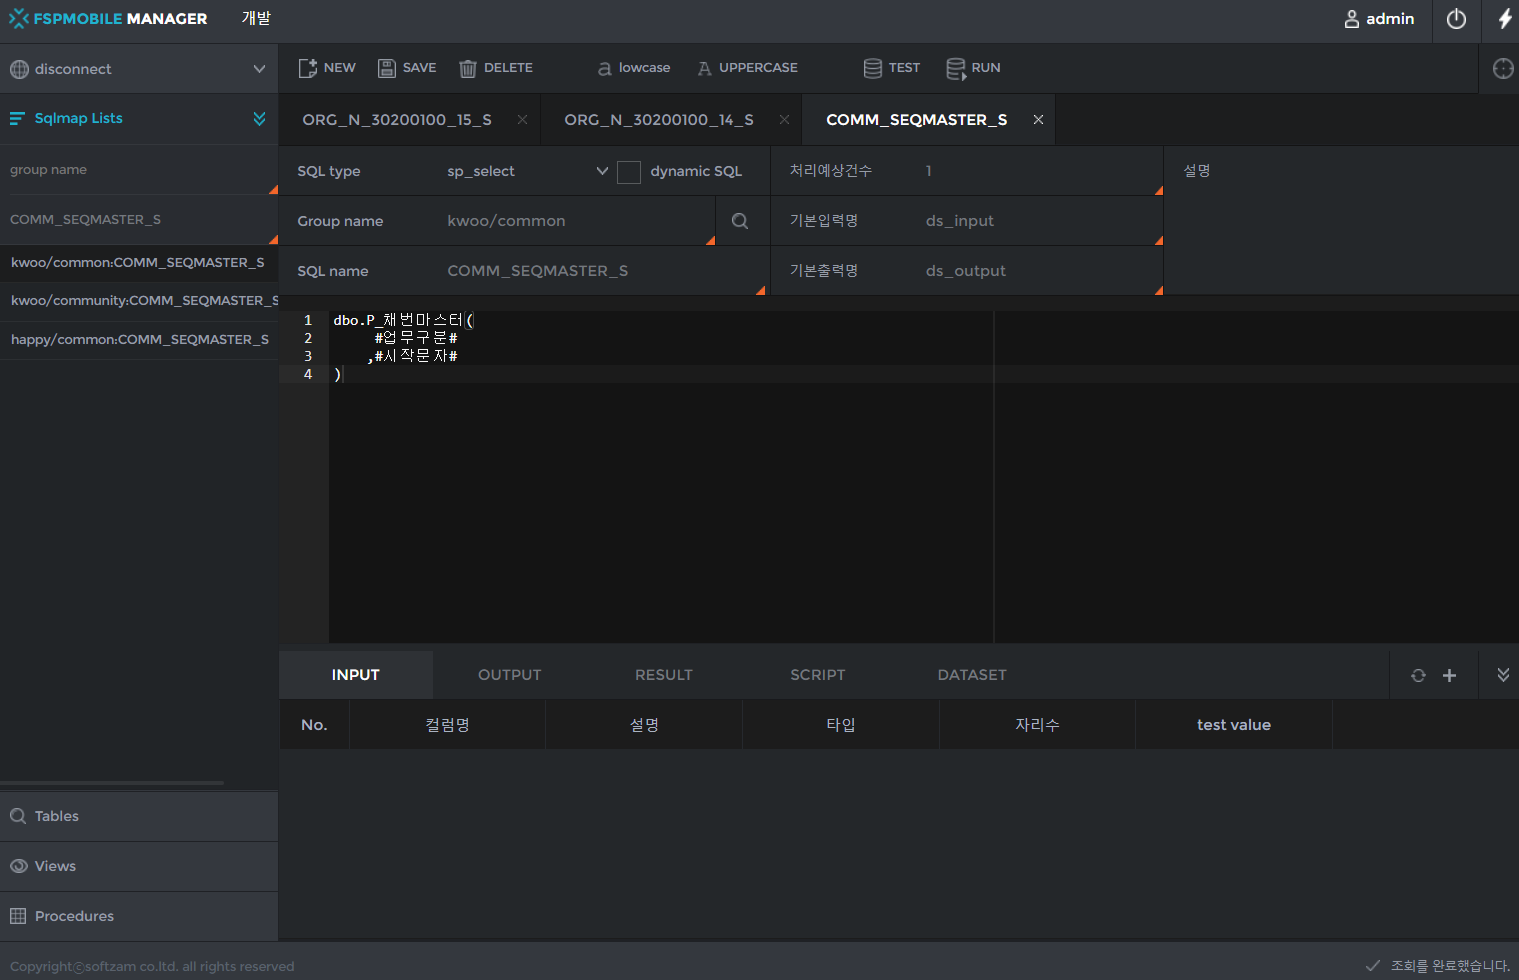 FSPMOBILE MANAGER 개발 admin
disconnect
NEW SAVE DELETE lowcase UPPERCASE TEST RUN
Sqlmap Lists
ORG_N_30200100_15_S ORG_N_30200100_14_S COMM_SEQMASTER_S
group name
COMM_SEQMASTER_S
kwoo/common:COMM_SEQMASTER_S
kwoo/community:COMM_SEQMASTER_S
happy/common:COMM_SEQMASTER_S
SQL type sp_select dynamic SQL 처리예상건수 1 설명
Group name kwoo/common 기본입력명 ds_input
SQL name COMM_SEQMASTER_S 기본출력명 ds_output
1 dbo.P_채번마스터(
2 #업무구분#
3 ,#시작문자#
4 )
INPUT OUTPUT RESULT SCRIPT DATASET
No. 컬럼명 설명 타입 자리수 test value
Tables
Views
Procedures
Copyrightⓒsoftzam co.ltd. all rights reserved 조회를 완료했습니다.